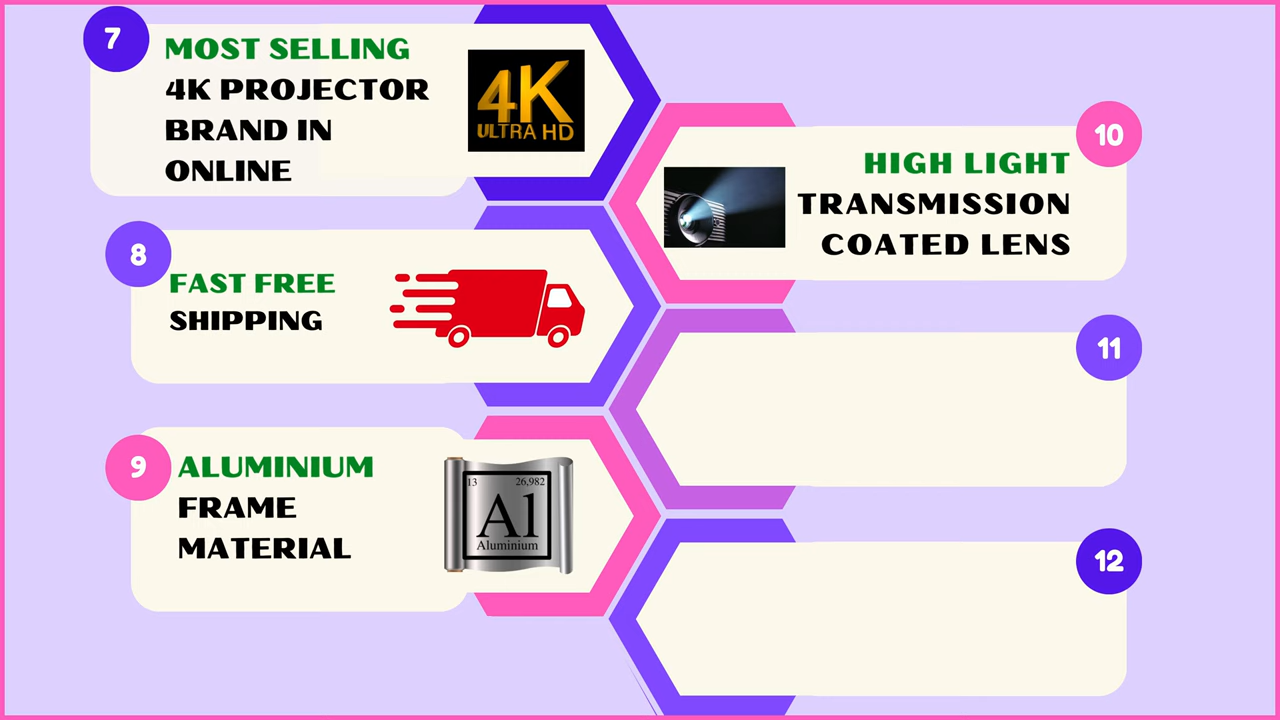 7
MOST SELLING
4K PROJECTOR
BRAND IN
ONLINE
4K
ULTRA HD
8
FAST FREE
SHIPPING
9
ALUMINIUM
FRAME
MATERIAL
13 26,982
Al
Aluminium
10
HIGH LIGHT
TRANSMISSION
COATED LENS
11
12